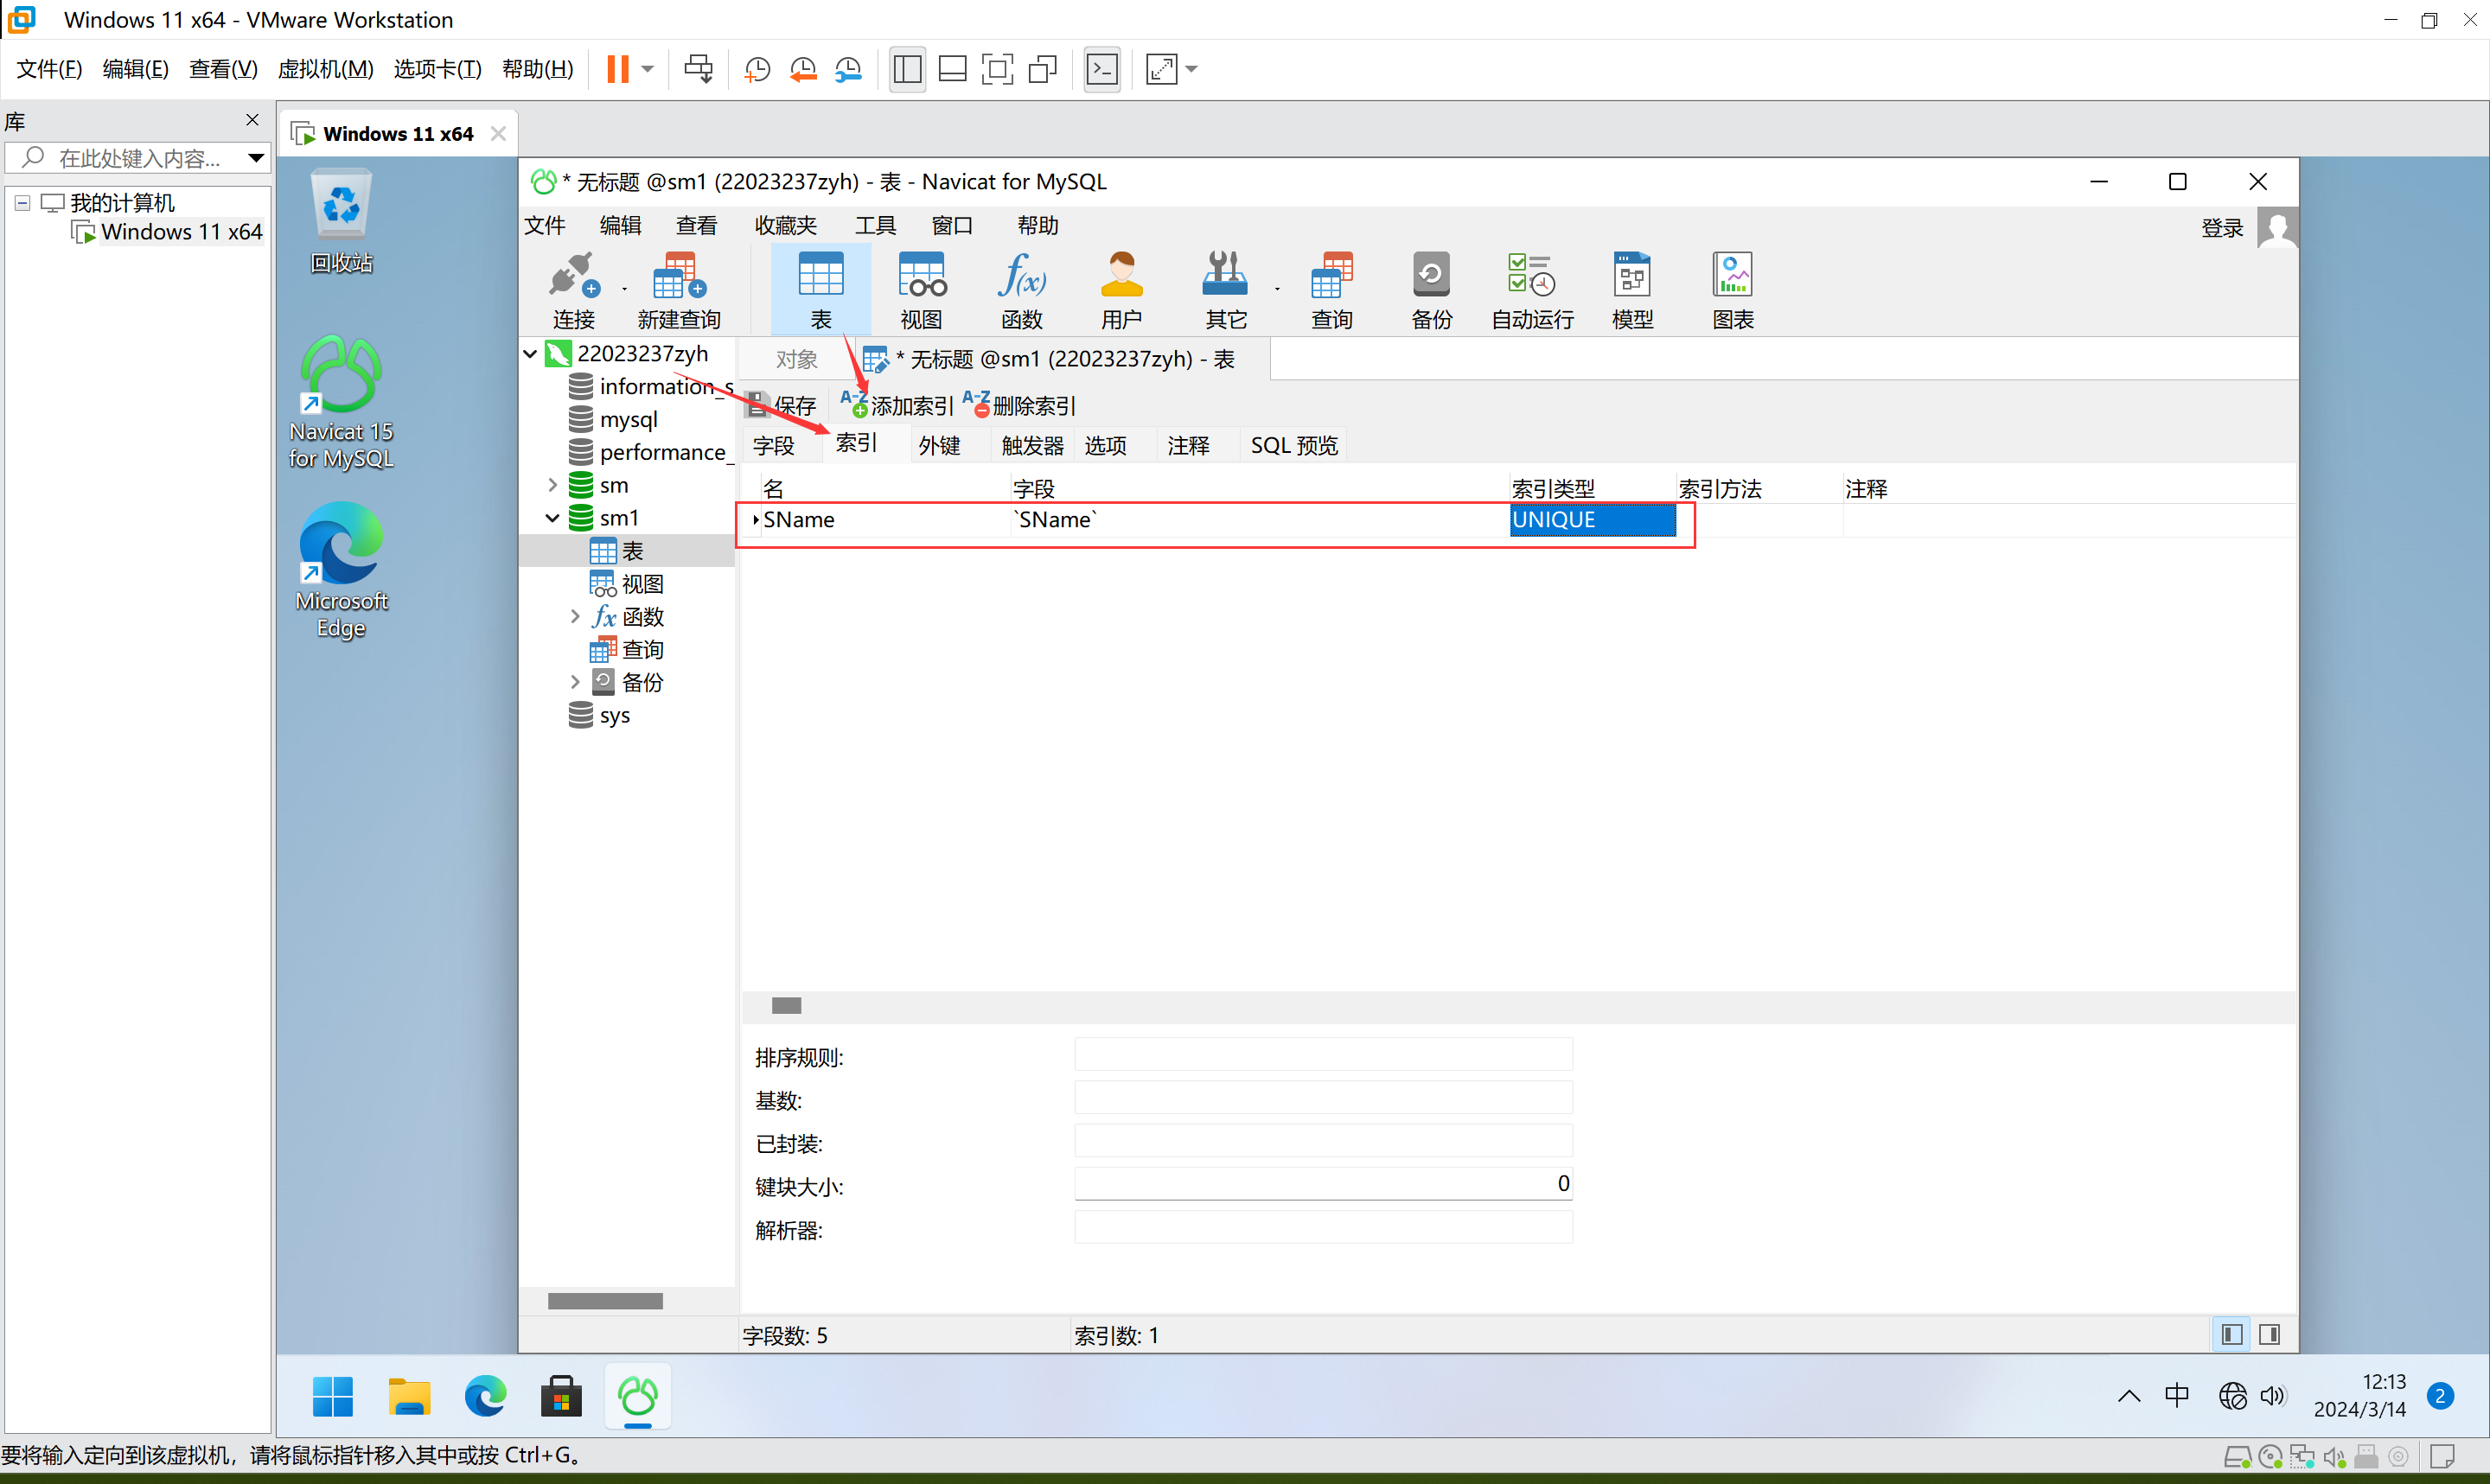 Windows 11 x64 - VMware Workstation
文件(F) 编辑(E) 查看(V) 虚拟机(M) 选项卡(T) 帮助(H)
库
在此处键入内容...
我的计算机
Windows 11 x64
Windows 11 x64
回收站
Navicat 15
for MySQL
Microsoft
Edge
* 无标题 @sm1 (22023237zyh) - 表 - Navicat for MySQL
文件 编辑 查看 收藏夹 工具 窗口 帮助
登录
连接 新建查询 表 视图 函数 用户 其它 查询 备份 自动运行 模型 图表
22023237zyh
information_s
mysql
performance_
sm
sm1
表
视图
函数
查询
备份
sys
对象 * 无标题 @sm1 (22023237zyh) - 表
保存 添加索引 删除索引
字段 索引 外键 触发器 选项 注释 SQL 预览
名 字段 索引类型 索引方法 注释
SName `SName` UNIQUE
排序规则:
基数:
已封装:
键块大小: 0
解析器:
字段数: 5 索引数: 1
中
12:13
2024/3/14
2
要将输入定向到该虚拟机，请将鼠标指针移入其中或按 Ctrl+G。